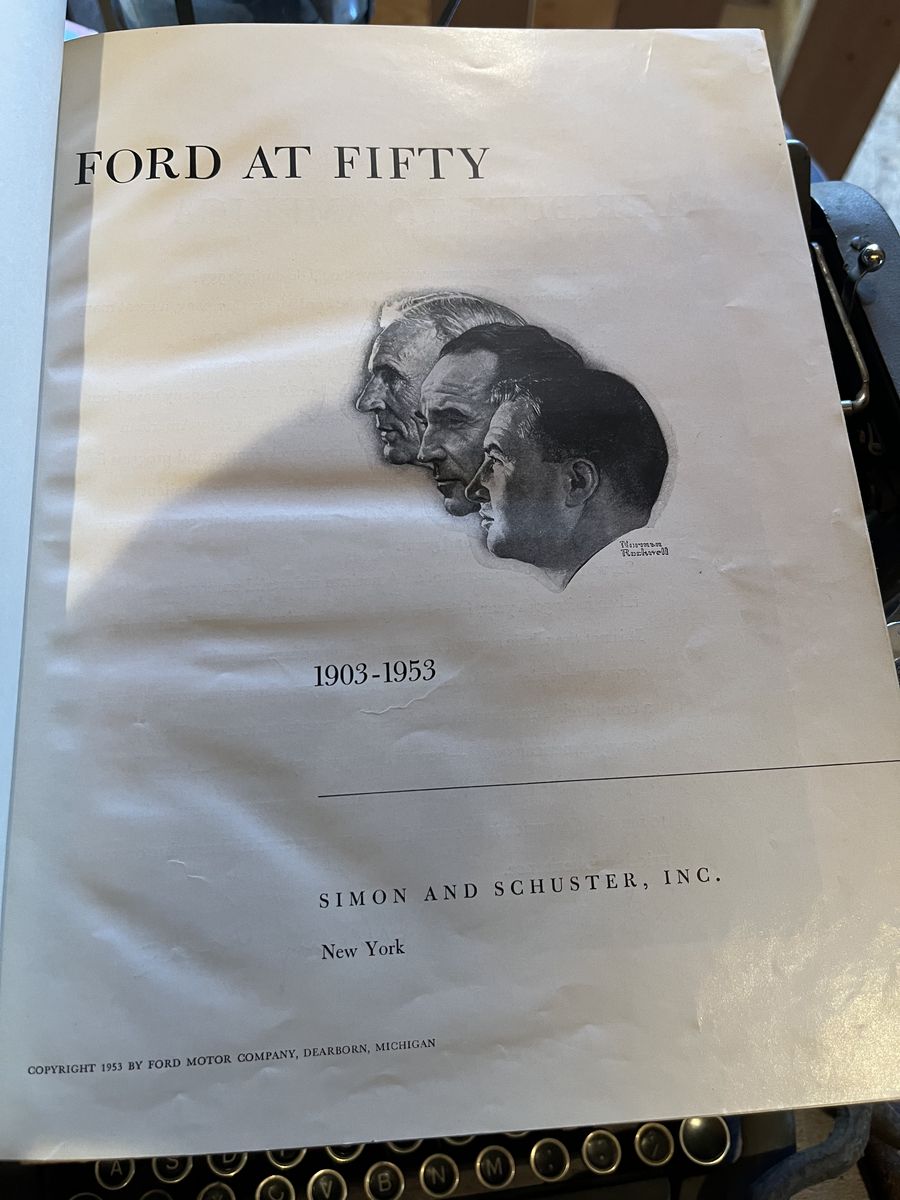 FORD AT FIFTY
Norman
Rockwell
1903-1953
SIMON AND SCHUSTER, INC.
New York
COPYRIGHT 1953 BY FORD MOTOR COMPANY, DEARBORN, MICHIGAN
A S D
X C V B N M : . /